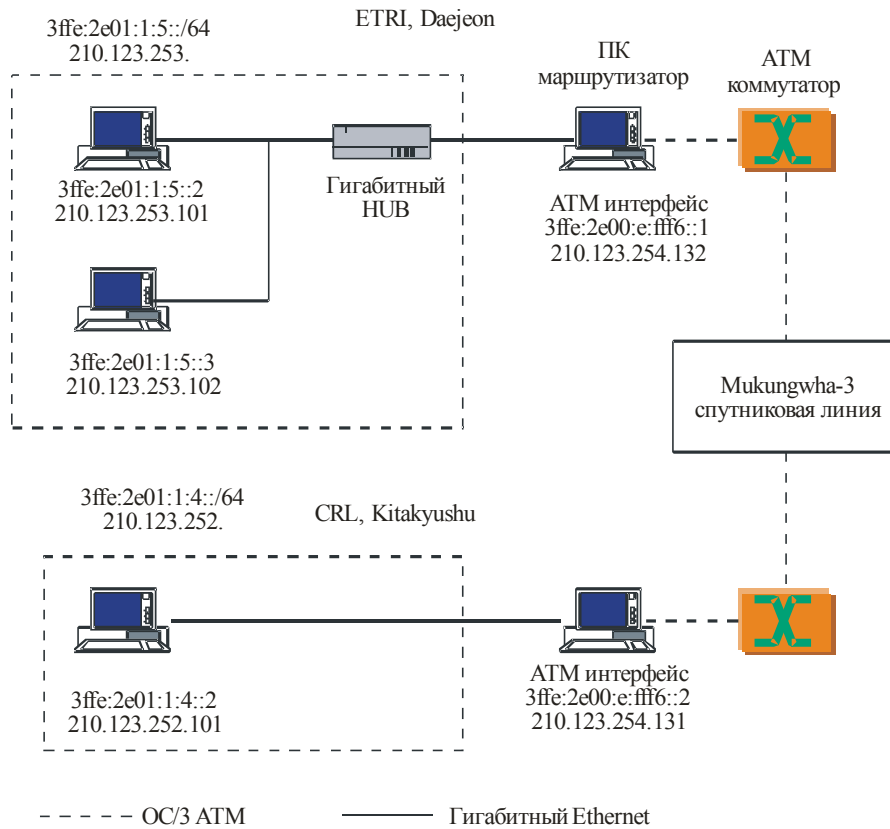 3ffe:2e01:1:5::/64
210.123.253.
ETRI, Daejeon
ПК
маршрутизатор
АТМ
коммутатор
3ffe:2e01:1:5::2
210.123.253.101
Гигабитный
HUB
АТМ интерфейс
3ffe:2e00:e:fff6::1
210.123.254.132
3ffe:2e01:1:5::3
210.123.253.102
Mukungwha-3
спутниковая линия
3ffe:2e01:1:4::/64
210.123.252.
CRL, Kitakyushu
3ffe:2e01:1:4::2
210.123.252.101
АТМ интерфейс
3ffe:2e00:e:fff6::2
210.123.254.131
OC/3 ATM
Гигабитный Ethernet